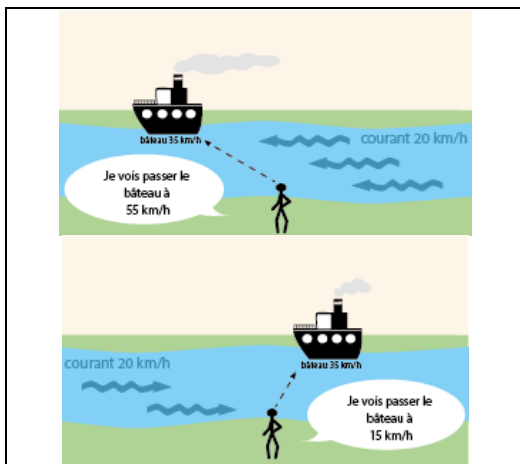 courant 20 km/h
bâteau 35 km/h
Je vois passer le
bâteau à
55 km/h
courant 20 km/h
bâteau 35 km/h
Je vois passer le
bâteau à
15 km/h